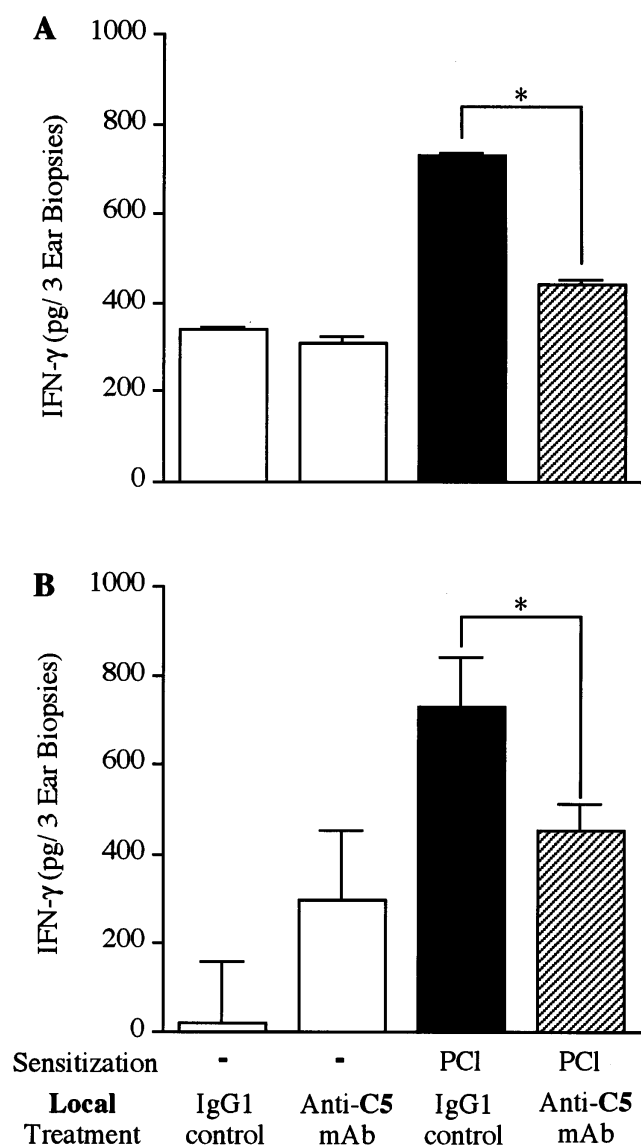 A
1000
800
600
400
200
0
IFN-γ (pg/ 3 Ear Biopsies)
*
B
1000
800
600
400
200
0
IFN-γ (pg/ 3 Ear Biopsies)
*
Sensitization - - PCl PCl
Local IgG1 Anti-C5 IgG1 Anti-C5
Treatment control mAb control mAb